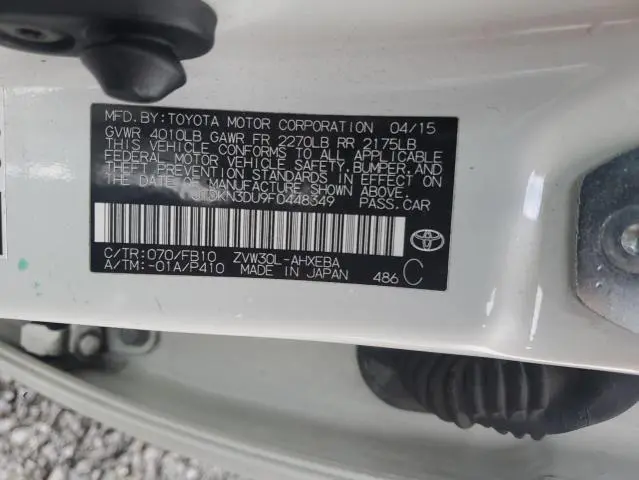 MFD. BY: TOYOTA MOTOR CORPORATION 04/15
GVWR 4010LB GAWR FR 2270LB RR 2175LB
THIS VEHICLE CONFORMS TO ALL APPLICABLE
FEDERAL MOTOR VEHICLE SAFETY, BUMPER, AND
THEFT PREVENTION STANDARDS IN EFFECT ON
THE DATE OF MANUFACTURE SHOWN ABOVE.
JTDKN3DU9F0448349 PASS. CAR
C/TR: 070/FB10 ZVW30L-AHXEBA
A/TM: -01A/P410 MADE IN JAPAN 486 C